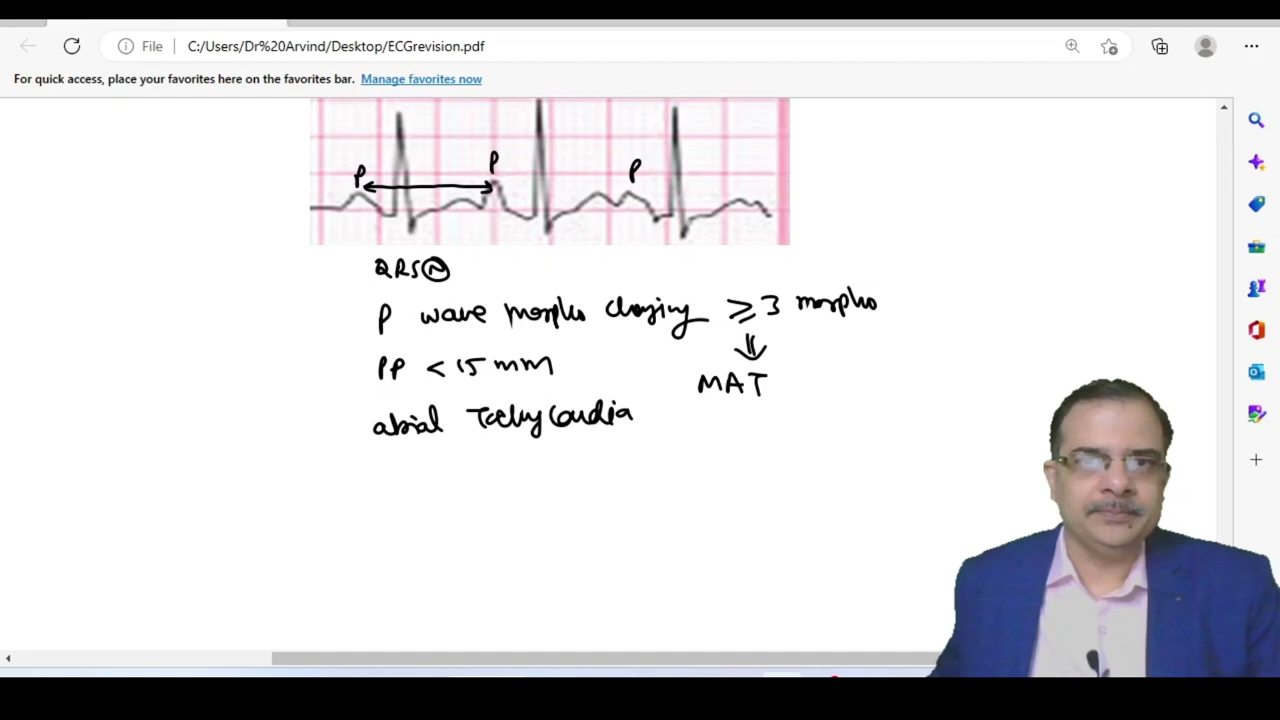 File C:/Users/Dr%20Arvind/Desktop/ECGrevision.pdf
For quick access, place your favorites here on the favorites bar. Manage favorites now
P P P
QRS N
P wave morpho changing ≥ 3 morpho
⇓
PP < 15 mm
MAT
atrial Tachycardia